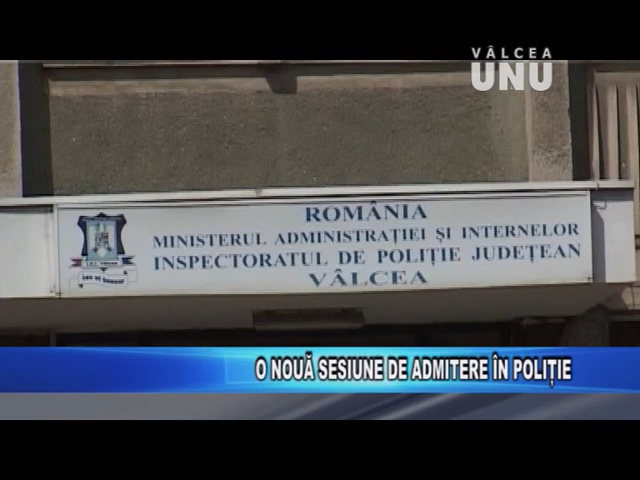 VÂLCEA
UNU
ROMÂNIA
MINISTERUL ADMINISTRAȚIEI ȘI INTERNELOR
INSPECTORATUL DE POLIȚIE JUDEȚEAN
VÂLCEA
O NOUĂ SESIUNE DE ADMITERE ÎN POLIȚIE